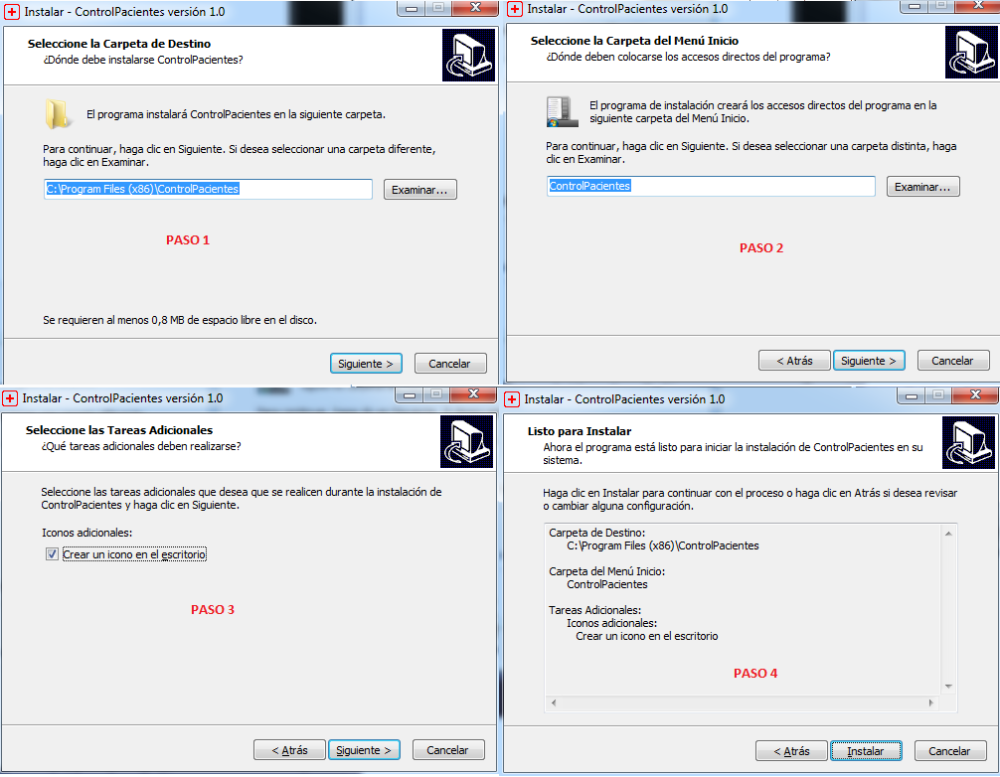 Instalar - ControlPacientes versión 1.0
Seleccione la Carpeta de Destino
¿Dónde debe instalarse ControlPacientes?
El programa instalará ControlPacientes en la siguiente carpeta.
Para continuar, haga clic en Siguiente. Si desea seleccionar una carpeta diferente,
haga clic en Examinar.
C:\Program Files (x86)\ControlPacientes
Examinar...
PASO 1
Se requieren al menos 0,8 MB de espacio libre en el disco.
Siguiente >
Cancelar
Instalar - ControlPacientes versión 1.0
Seleccione la Carpeta del Menú Inicio
¿Dónde deben colocarse los accesos directos del programa?
El programa de instalación creará los accesos directos del programa en la
siguiente carpeta del Menú Inicio.
Para continuar, haga clic en Siguiente. Si desea seleccionar una carpeta distinta, haga
clic en Examinar.
ControlPacientes
Examinar...
PASO 2
< Atrás
Siguiente >
Cancelar
Instalar - ControlPacientes versión 1.0
Seleccione las Tareas Adicionales
¿Qué tareas adicionales deben realizarse?
Seleccione las tareas adicionales que desea que se realicen durante la instalación de
ControlPacientes y haga clic en Siguiente.
Iconos adicionales:
Crear un icono en el escritorio
PASO 3
< Atrás
Siguiente >
Cancelar
Instalar - ControlPacientes versión 1.0
Listo para Instalar
Ahora el programa está listo para iniciar la instalación de ControlPacientes en su
sistema.
Haga clic en Instalar para continuar con el proceso o haga clic en Atrás si desea revisar
o cambiar alguna configuración.
Carpeta de Destino:
C:\Program Files (x86)\ControlPacientes
Carpeta del Menú Inicio:
ControlPacientes
Tareas Adicionales:
Iconos adicionales:
Crear un icono en el escritorio
PASO 4
< Atrás
Instalar
Cancelar